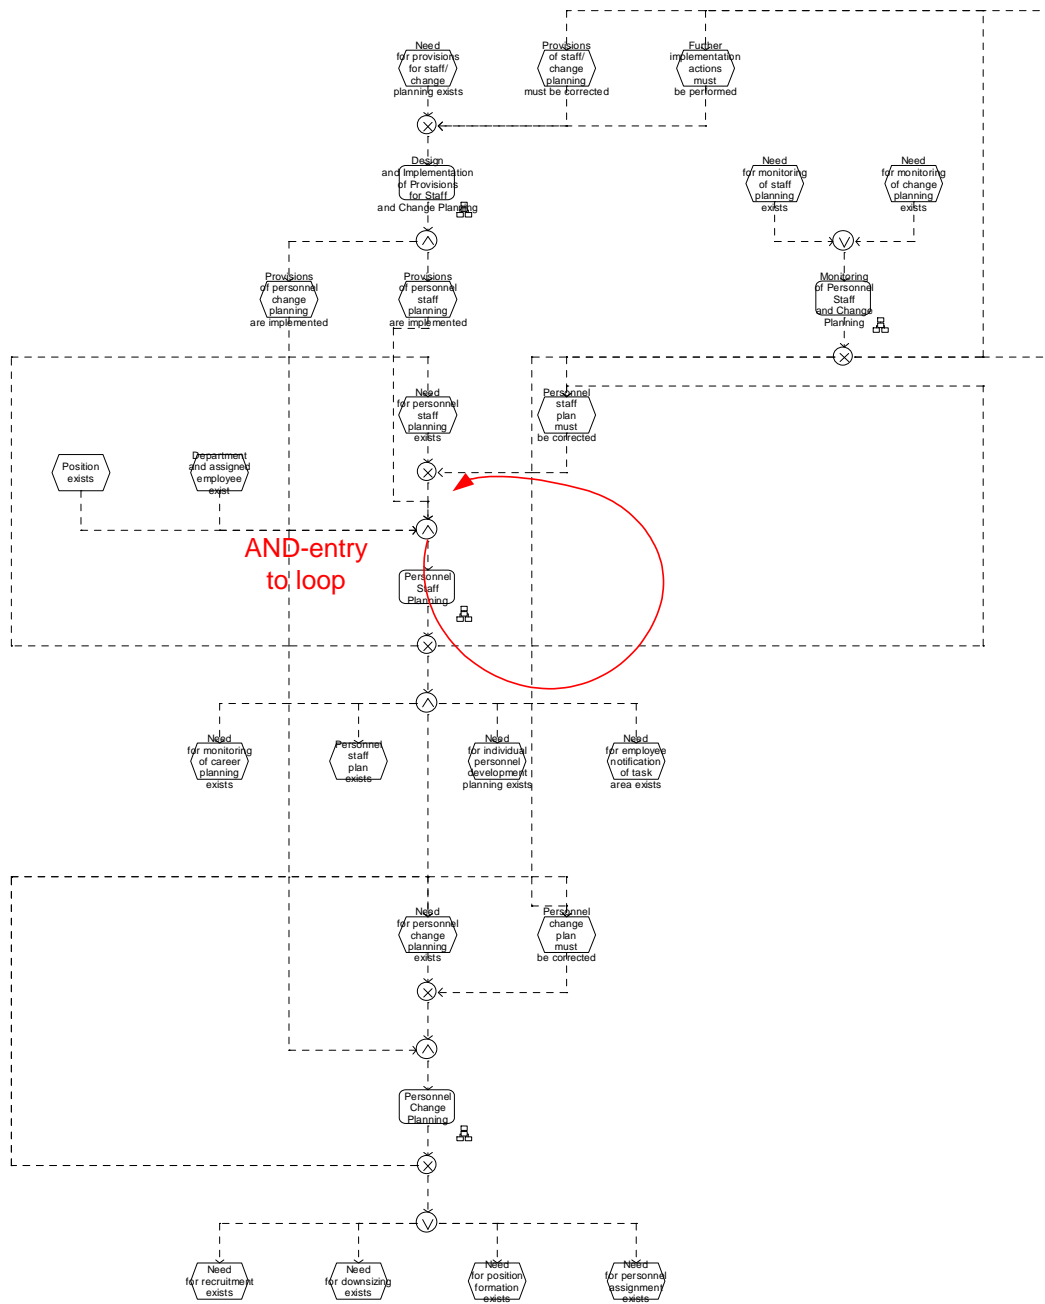 Need
for provisions
for staff/
change
planning exists
Provisions
of staff/
change
planning
must be corrected
Further
implementation
actions
must
be performed
Design
and Implementation
of Provisions
for Staff
and Change Planning
Need
for monitoring
of staff
planning
exists
Need
for monitoring
of change
planning
exists
Provisions
of personnel
change
planning
are implemented
Provisions
of personnel
staff
planning
are implemented
Monitoring
of Personnel
Staff
and Change
Planning
Need
for personnel
staff
planning
exists
Personnel
staff
plan
must
be corrected
Position
exists
Department
and assigned
employee
exist
AND-entry
to loop
Personnel
Staff
Planning
Need
for monitoring
of career
planning
exists
Personnel
staff
plan
exists
Need
for individual
personnel
development
planning exists
Need
for employee
notification
of task
area exists
Need
for personnel
change
planning
exists
Personnel
change
plan
must
be corrected
Personnel
Change
Planning
Need
for recruitment
exists
Need
for downsizing
exists
Need
for position
formation
exists
Need
for personnel
assignment
exists